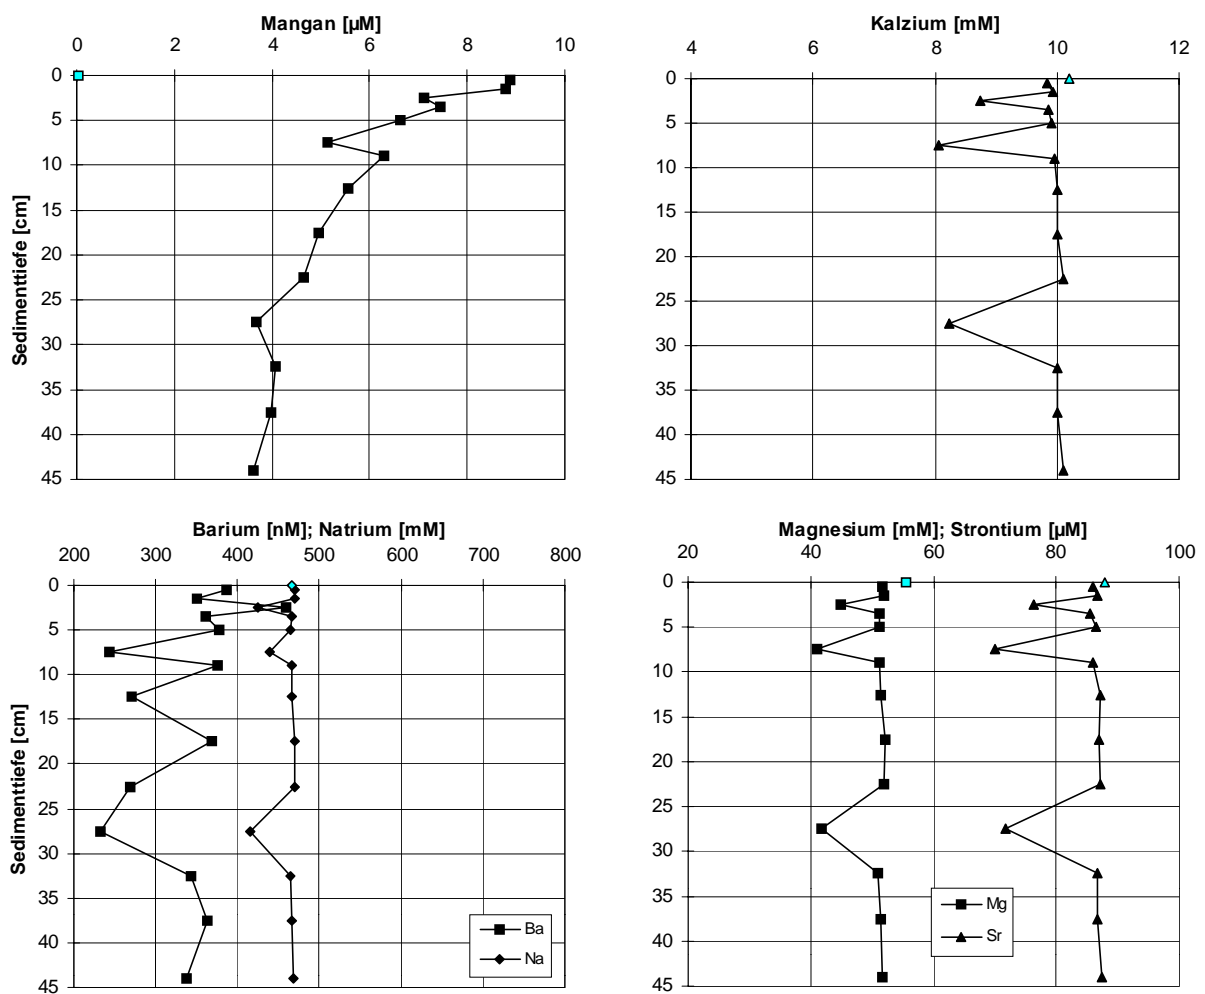 Mangan [µM]
0 2 4 6 8 10
0
5
10
15
20
25
30
35
40
45
Sedimenttiefe [cm]
Kalzium [mM]
4 6 8 10 12
0
5
10
15
20
25
30
35
40
45
Barium [nM]; Natrium [mM]
200 300 400 500 600 700 800
0
5
10
15
20
25
30
35
40
45
Sedimenttiefe [cm]
Ba
Na
Magnesium [mM]; Strontium [µM]
20 40 60 80 100
0
5
10
15
20
25
30
35
40
45
Mg
Sr